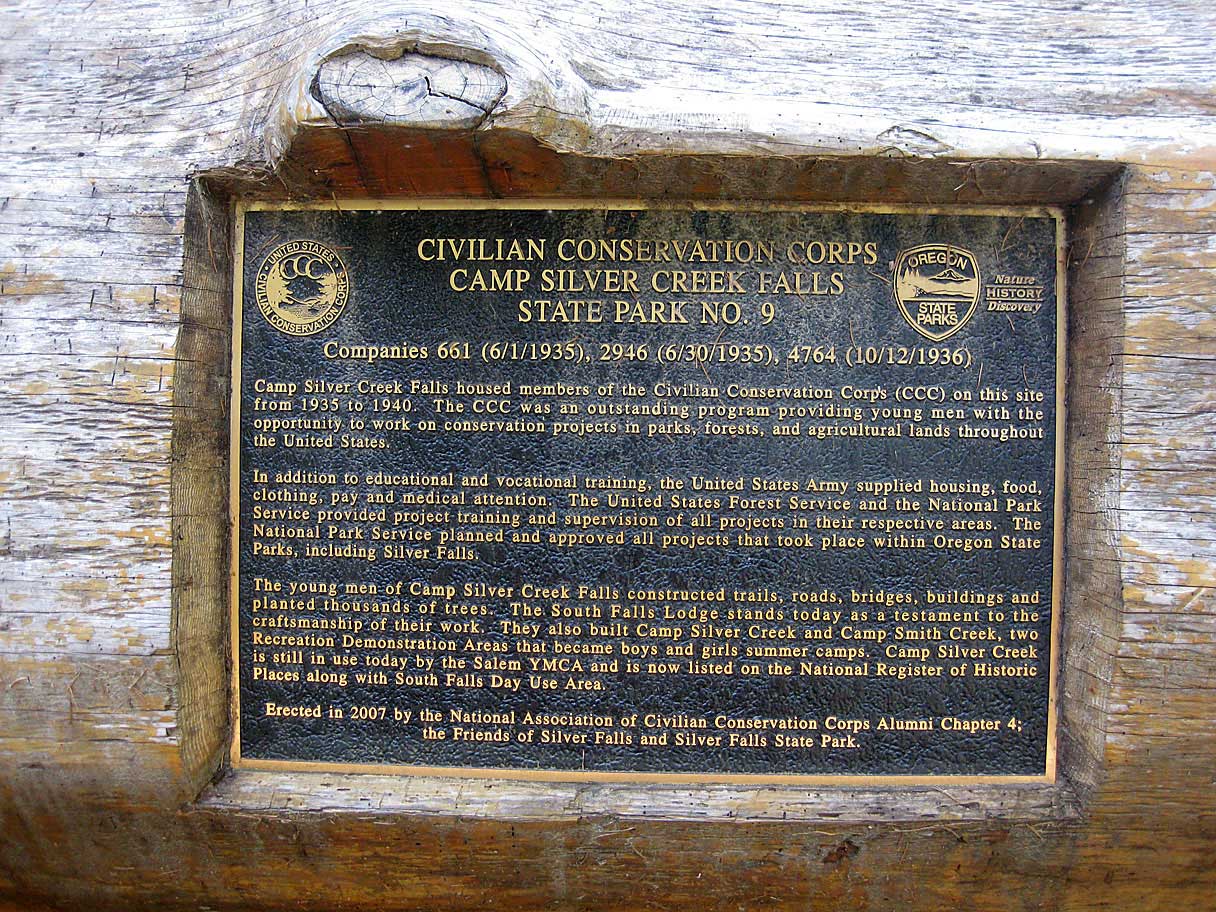 CIVILIAN CONSERVATION CORPS
CAMP SILVER CREEK FALLS
STATE PARK NO. 9
UNITED STATES
CCC
CIVILIAN CONSERVATION CORPS
OREGON
STATE
PARKS
Nature
HISTORY
Discovery
Companies 661 (6/1/1935), 2946 (6/30/1935), 4764 (10/12/1936)
Camp Silver Creek Falls housed members of the Civilian Conservation Corps (CCC) on this site
from 1935 to 1940. The CCC was an outstanding program providing young men with the
opportunity to work on conservation projects in parks, forests, and agricultural lands throughout
the United States.
In addition to educational and vocational training, the United States Army supplied housing, food,
clothing, pay and medical attention. The United States Forest Service and the National Park
Service provided project training and supervision of all projects in their respective areas. The
National Park Service planned and approved all projects that took place within Oregon State
Parks, including Silver Falls.
The young men of Camp Silver Creek Falls constructed trails, roads, bridges, buildings and
planted thousands of trees. The South Falls Lodge stands today as a testament to the
craftsmanship of their work. They also built Camp Silver Creek and Camp Smith Creek, two
Recreation Demonstration Areas that became boys and girls summer camps. Camp Silver Creek
is still in use today by the Salem YMCA and is now listed on the National Register of Historic
Places along with South Falls Day Use Area.
Erected in 2007 by the National Association of Civilian Conservation Corps Alumni Chapter 4;
the Friends of Silver Falls and Silver Falls State Park.